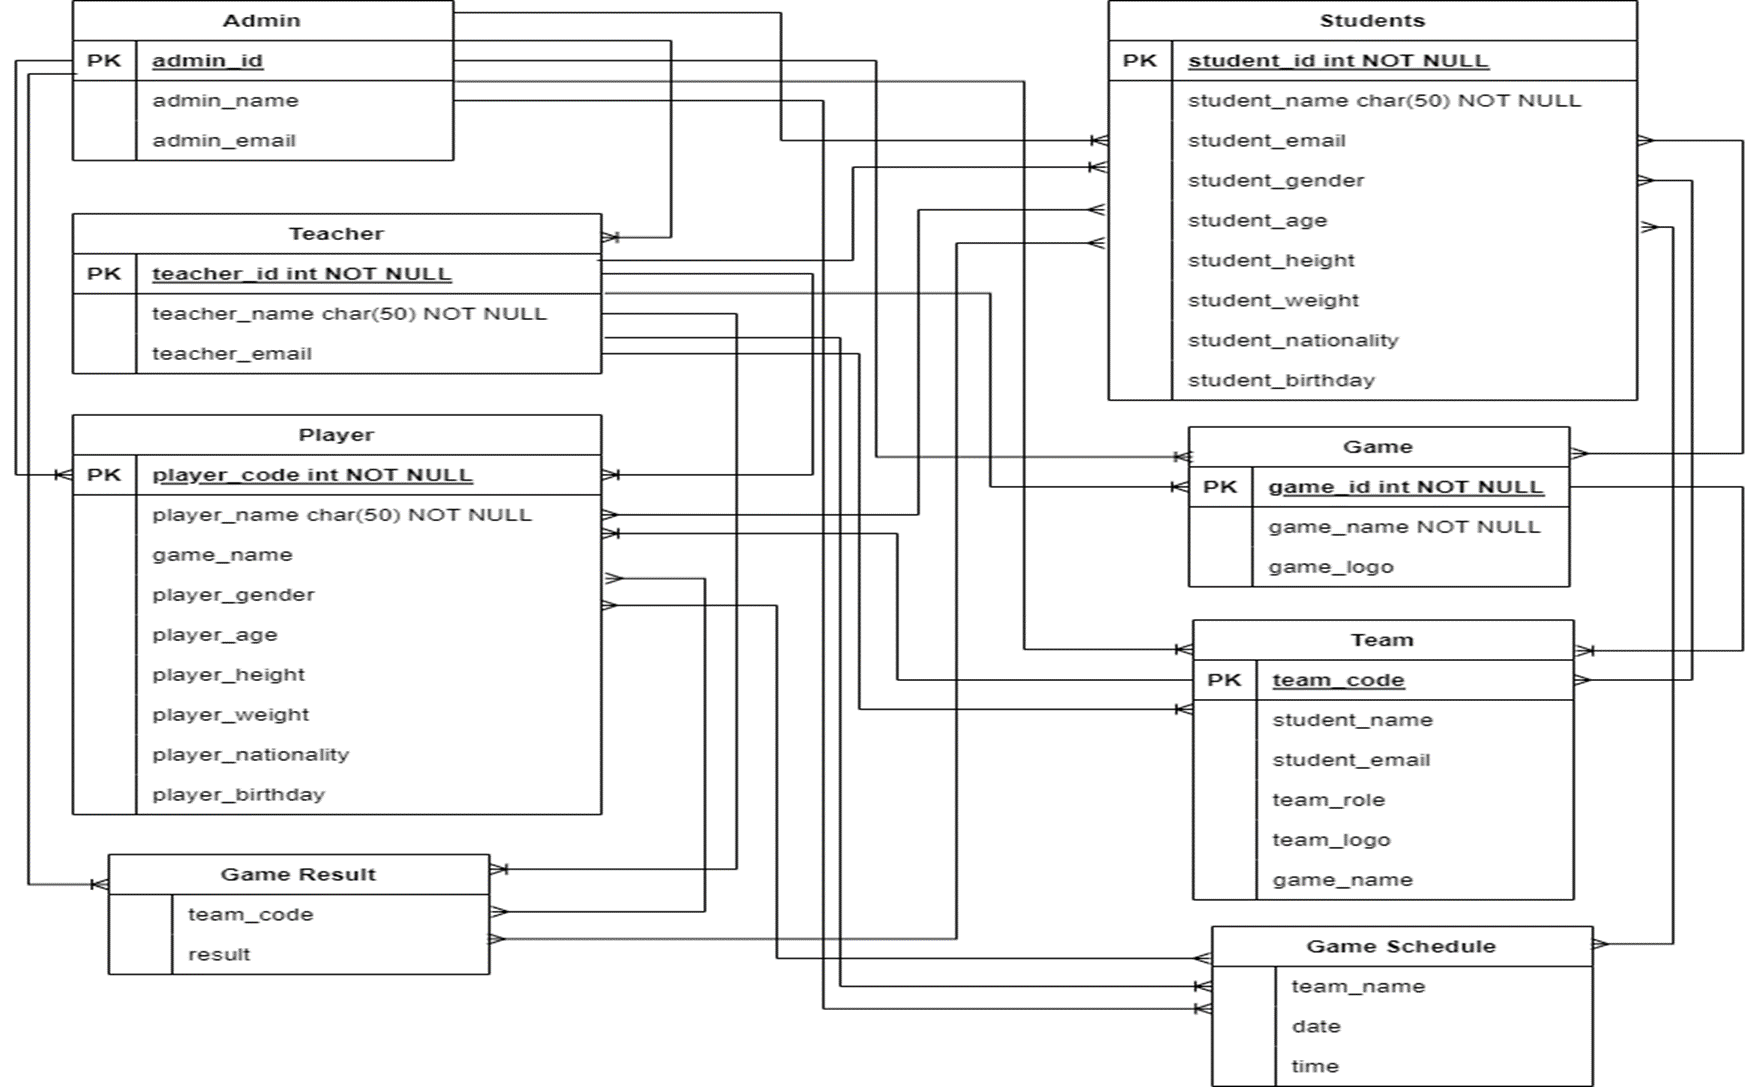 Admin
PK admin_id
admin_name
admin_email
Teacher
PK teacher_id int NOT NULL
teacher_name char(50) NOT NULL
teacher_email
Player
PK player_code int NOT NULL
player_name char(50) NOT NULL
game_name
player_gender
player_age
player_height
player_weight
player_nationality
player_birthday
Game Result
team_code
result
Students
PK student_id int NOT NULL
student_name char(50) NOT NULL
student_email
student_gender
student_age
student_height
student_weight
student_nationality
student_birthday
Game
PK game_id int NOT NULL
game_name NOT NULL
game_logo
Team
PK team_code
student_name
student_email
team_role
team_logo
game_name
Game Schedule
team_name
date
time